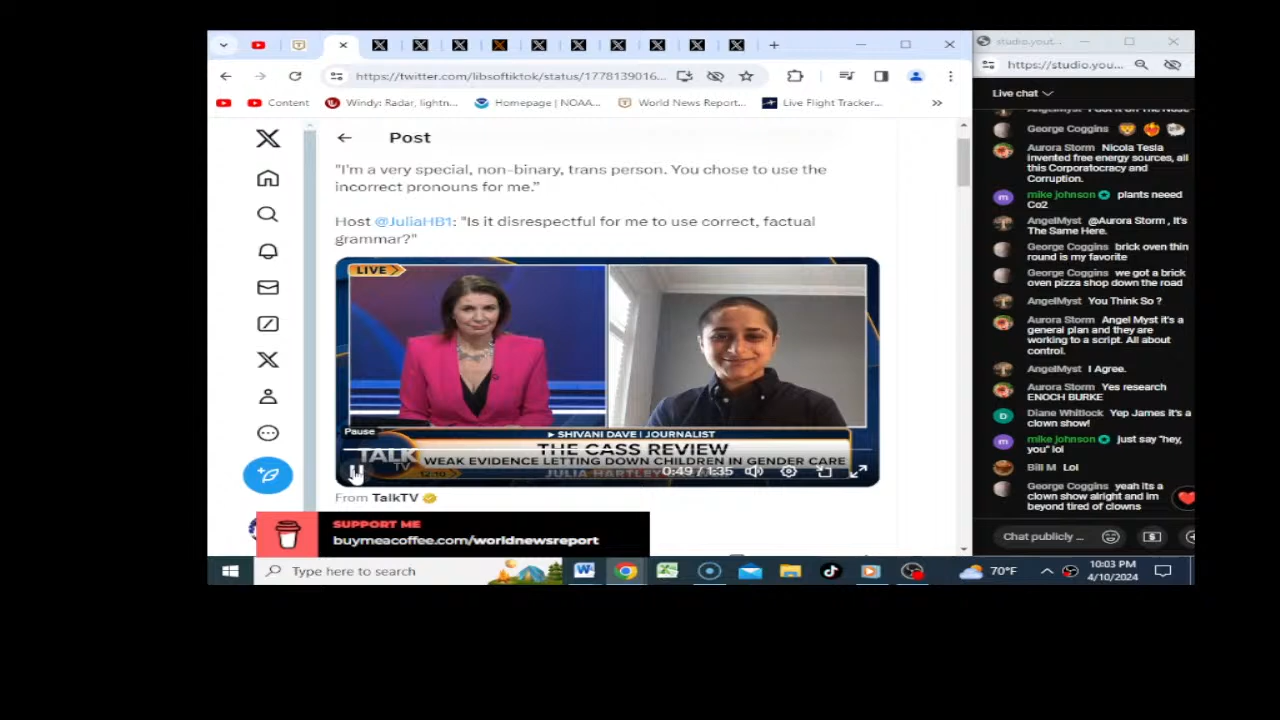 https://twitter.com/libsoftiktok/status/1778139016...
Content
Windy: Radar, lightn...
Homepage | NOAA...
World News Report...
Live Flight Tracker...
»
Post
"I'm a very special, non-binary, trans person. You chose to use the
incorrect pronouns for me."
Host @JuliaHB1: "Is it disrespectful for me to use correct, factual
grammar?"
LIVE
Pause
▸ SHIVANI DAVE | JOURNALIST
THE CASS REVIEW
TALK
TV
WEAK EVIDENCE LETTING DOWN CHILDREN IN GENDER CARE
12:10
JULIA HARTLEY
0:49 / 1:35
From TalkTV
SUPPORT ME
buymeacoffee.com/worldnewsreport
Type here to search
studio.yout...
https://studio.you...
Live chat
George Coggins
Aurora Storm Nicola Tesla
invented free energy sources, all
this Corporatocracy and
Corruption.
mike johnson plants neeed
Co2
AngelMyst @Aurora Storm , It's
The Same Here.
George Coggins brick oven thin
round is my favorite
George Coggins we got a brick
oven pizza shop down the road
AngelMyst You Think So ?
Aurora Storm Angel Myst it's a
general plan and they are
working to a script. All about
control.
AngelMyst I Agree.
Aurora Storm Yes research
ENOCH BURKE
D
Diane Whitlock Yep James it's a
clown show!
m
mike johnson just say "hey,
you" lol
Bill M Lol
George Coggins yeah its a
clown show alright and im
beyond tired of clowns
Chat publicly ...
70°F
10:03 PM
4/10/2024